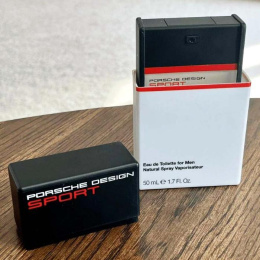 PORSCHE DESIGN
SPORT
Eau de Toilette for Men
Natural Spray Vaporisateur
50 mL ℮ 1.7 Fl. Oz
PORSCHE DESIGN
SPORT